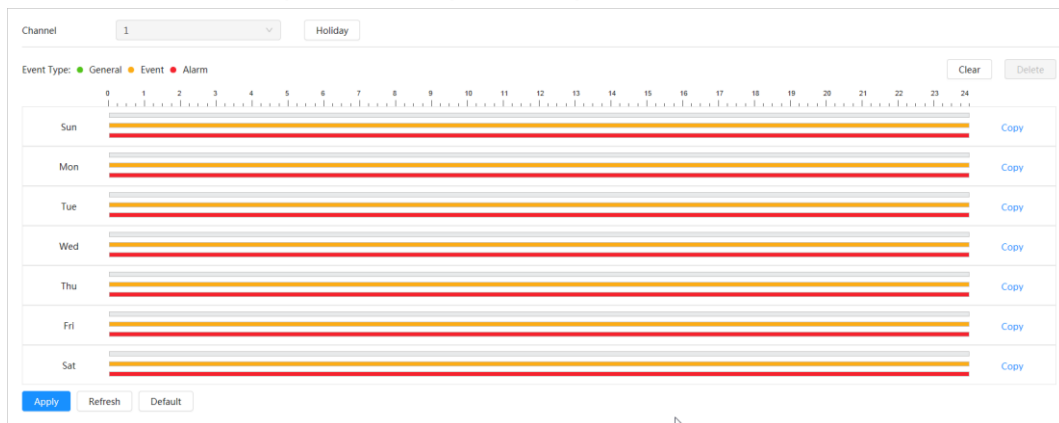 Channel 1 Holiday
Event Type: General Event Alarm Clear Delete
0 1 2 3 4 5 6 7 8 9 10 11 12 13 14 15 16 17 18 19 20 21 22 23 24
Sun Copy
Mon Copy
Tue Copy
Wed Copy
Thu Copy
Fri Copy
Sat Copy
Apply Refresh Default